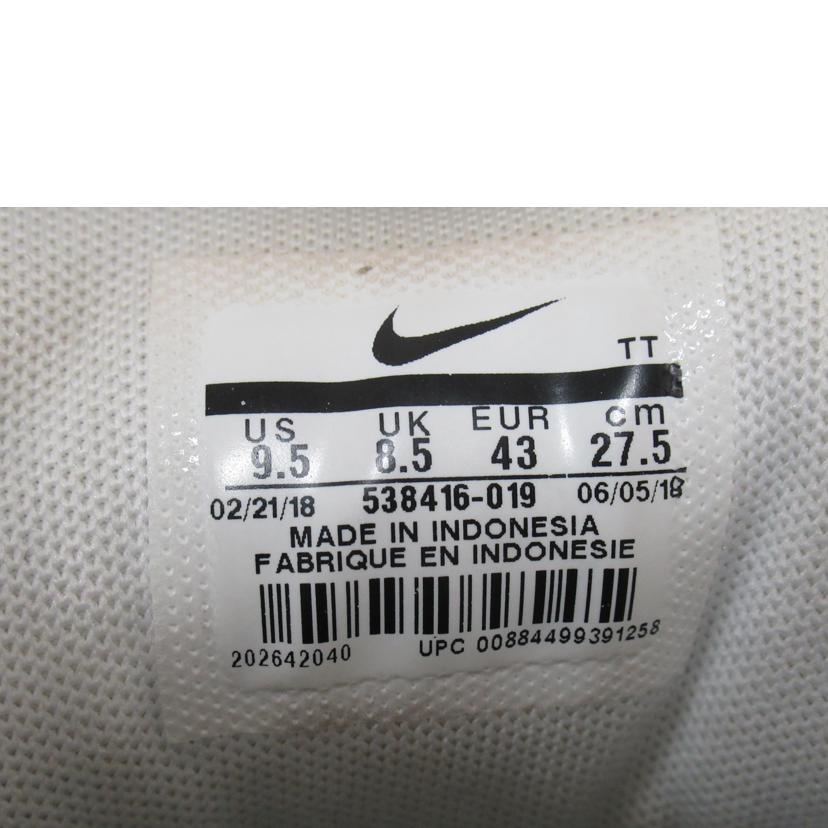 TT
US UK EUR cm
9.5 8.5 43 27.5
02/21/18 538416-019 06/05/18
MADE IN INDONESIA
FABRIQUE EN INDONESIE
202642040 UPC 00884499391258